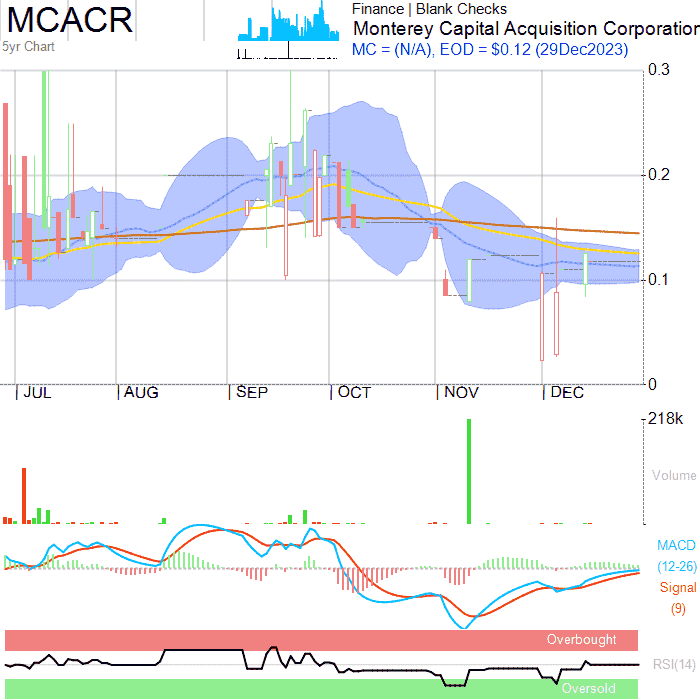 MCACR
5yr Chart
Finance | Blank Checks
Monterey Capital Acquisition Corporation
MC = (N/A), EOD = $0.12 (29Dec2023)
0.3
0.2
0.1
0
JUL
AUG
SEP
OCT
NOV
DEC
218k
Volume
MACD
(12-26)
Signal
(9)
Overbought
RSI(14)
Oversold